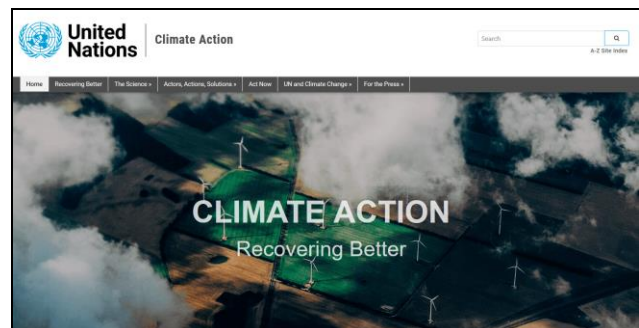 United
Nations
Climate Action
Search
A-Z Site Index
Home
Recovering Better
The Science »
Actors, Actions, Solutions »
Act Now
UN and Climate Change »
For the Press »
CLIMATE ACTION
Recovering Better